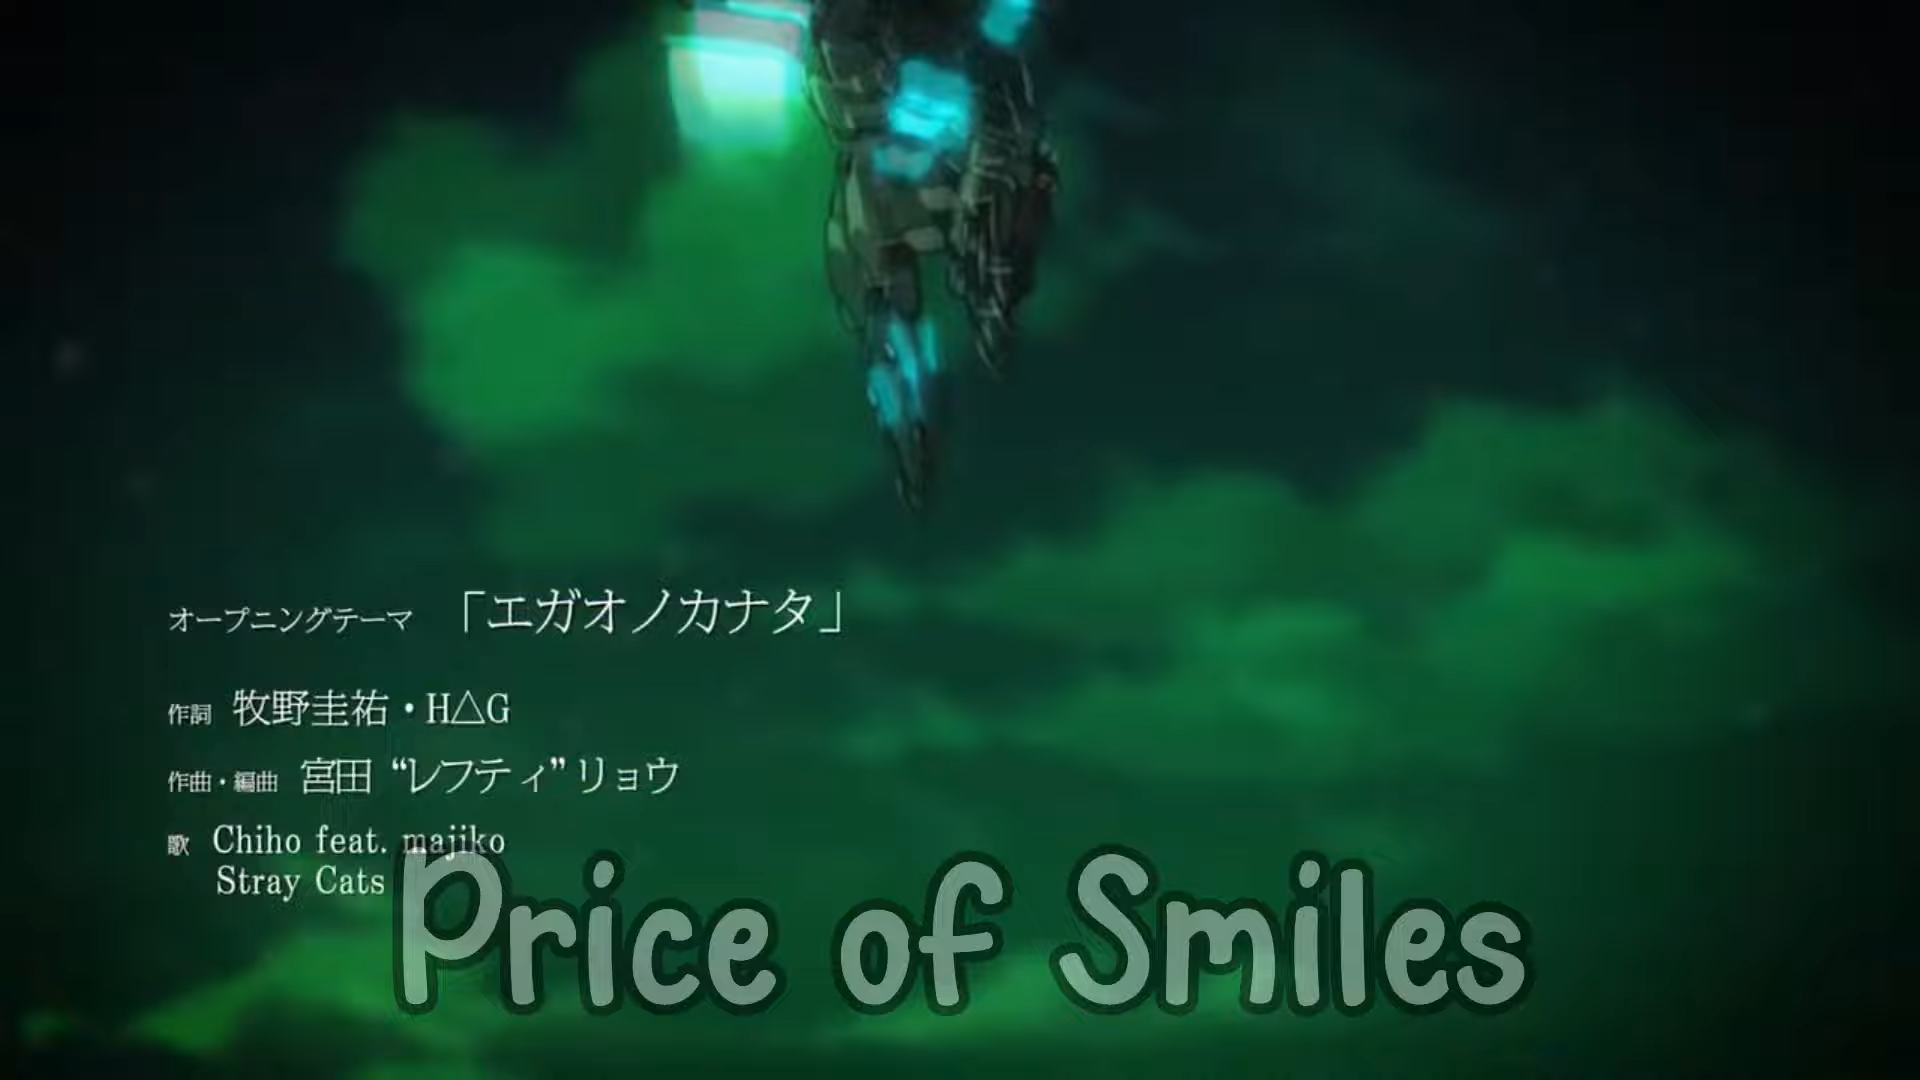 オープニングテーマ 「エガオノカナタ」
作詞 牧野圭祐・H△G
作曲・編曲 宮田 “レフティ” リョウ
歌 Chiho feat. majiko
Stray Cats
Price of Smiles